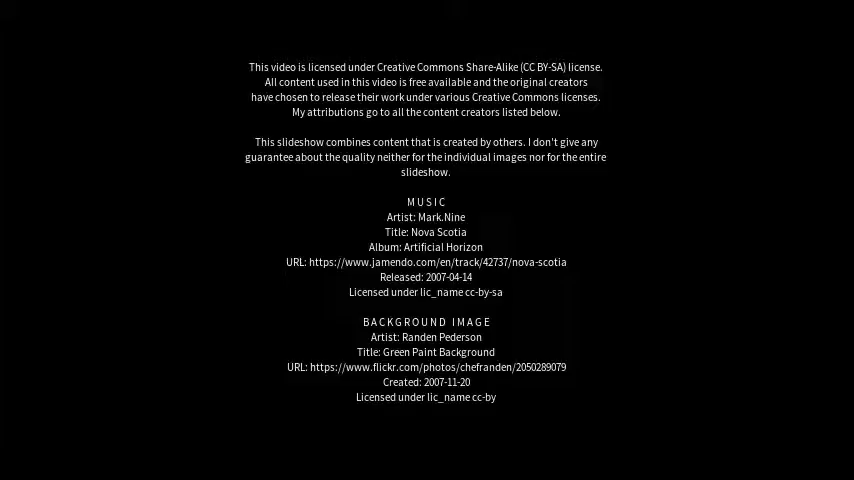 This video is licensed under Creative Commons Share-Alike (CC BY-SA) license.
All content used in this video is free available and the original creators
have chosen to release their work under various Creative Commons licenses.
My attributions go to all the content creators listed below.
This slideshow combines content that is created by others. I don't give any
guarantee about the quality neither for the individual images nor for the entire
slideshow.
MUSIC
Artist: Mark.Nine
Title: Nova Scotia
Album: Artificial Horizon
URL: https://www.jamendo.com/en/track/42737/nova-scotia
Released: 2007-04-14
Licensed under lic_name cc-by-sa
BACKGROUND IMAGE
Artist: Randen Pederson
Title: Green Paint Background
URL: https://www.flickr.com/photos/chefranden/2050289079
Created: 2007-11-20
Licensed under lic_name cc-by